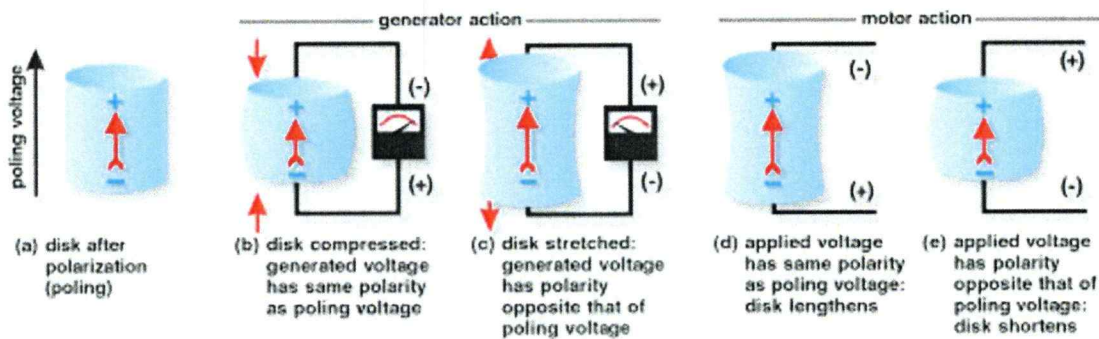 generator action
motor action
poling voltage
+
−
(-)
(+)
+
−
(+)
(-)
+
−
(-)
(+)
+
−
(+)
(-)
+
−
(a) disk after
polarization
(poling)
(b) disk compressed:
generated voltage
has same polarity
as poling voltage
(c) disk stretched:
generated voltage
has polarity
opposite that of
poling voltage
(d) applied voltage
has same polarity
as poling voltage:
disk lengthens
(e) applied voltage
has polarity
opposite that of
poling voltage:
disk shortens